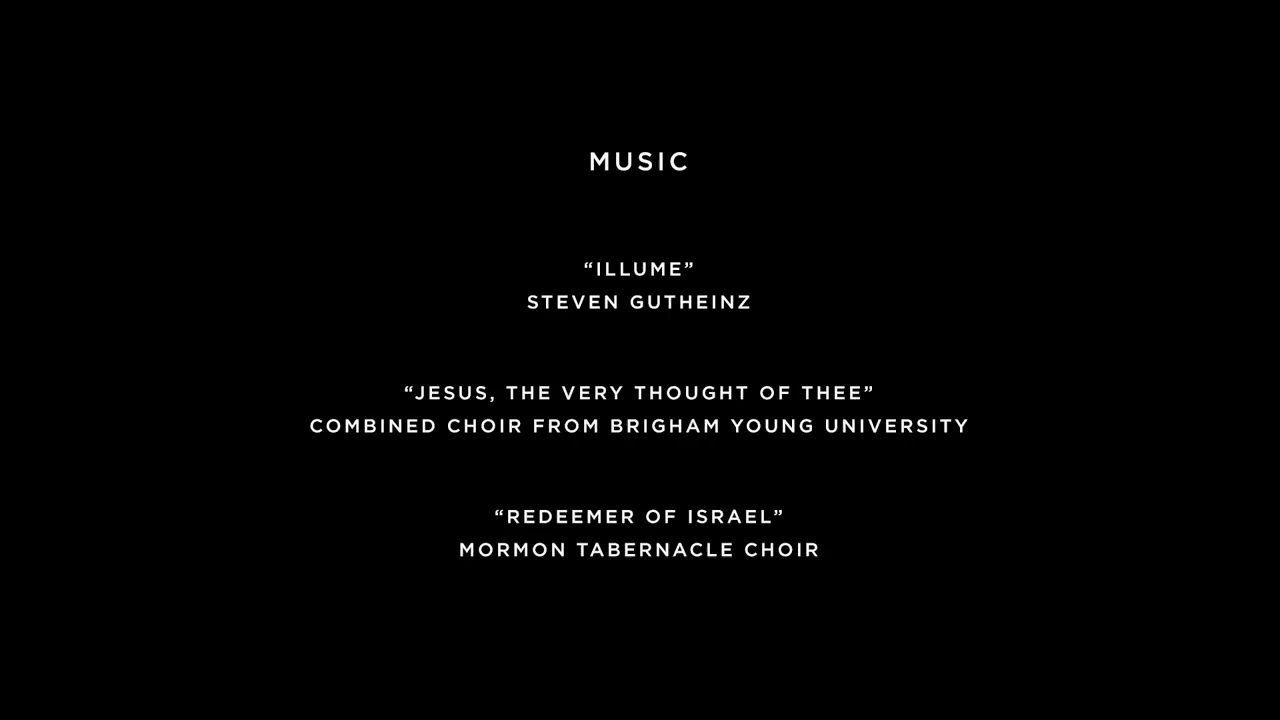 MUSIC
“ILLUME”
STEVEN GUTHEINZ
“JESUS, THE VERY THOUGHT OF THEE”
COMBINED CHOIR FROM BRIGHAM YOUNG UNIVERSITY
“REDEEMER OF ISRAEL”
MORMON TABERNACLE CHOIR